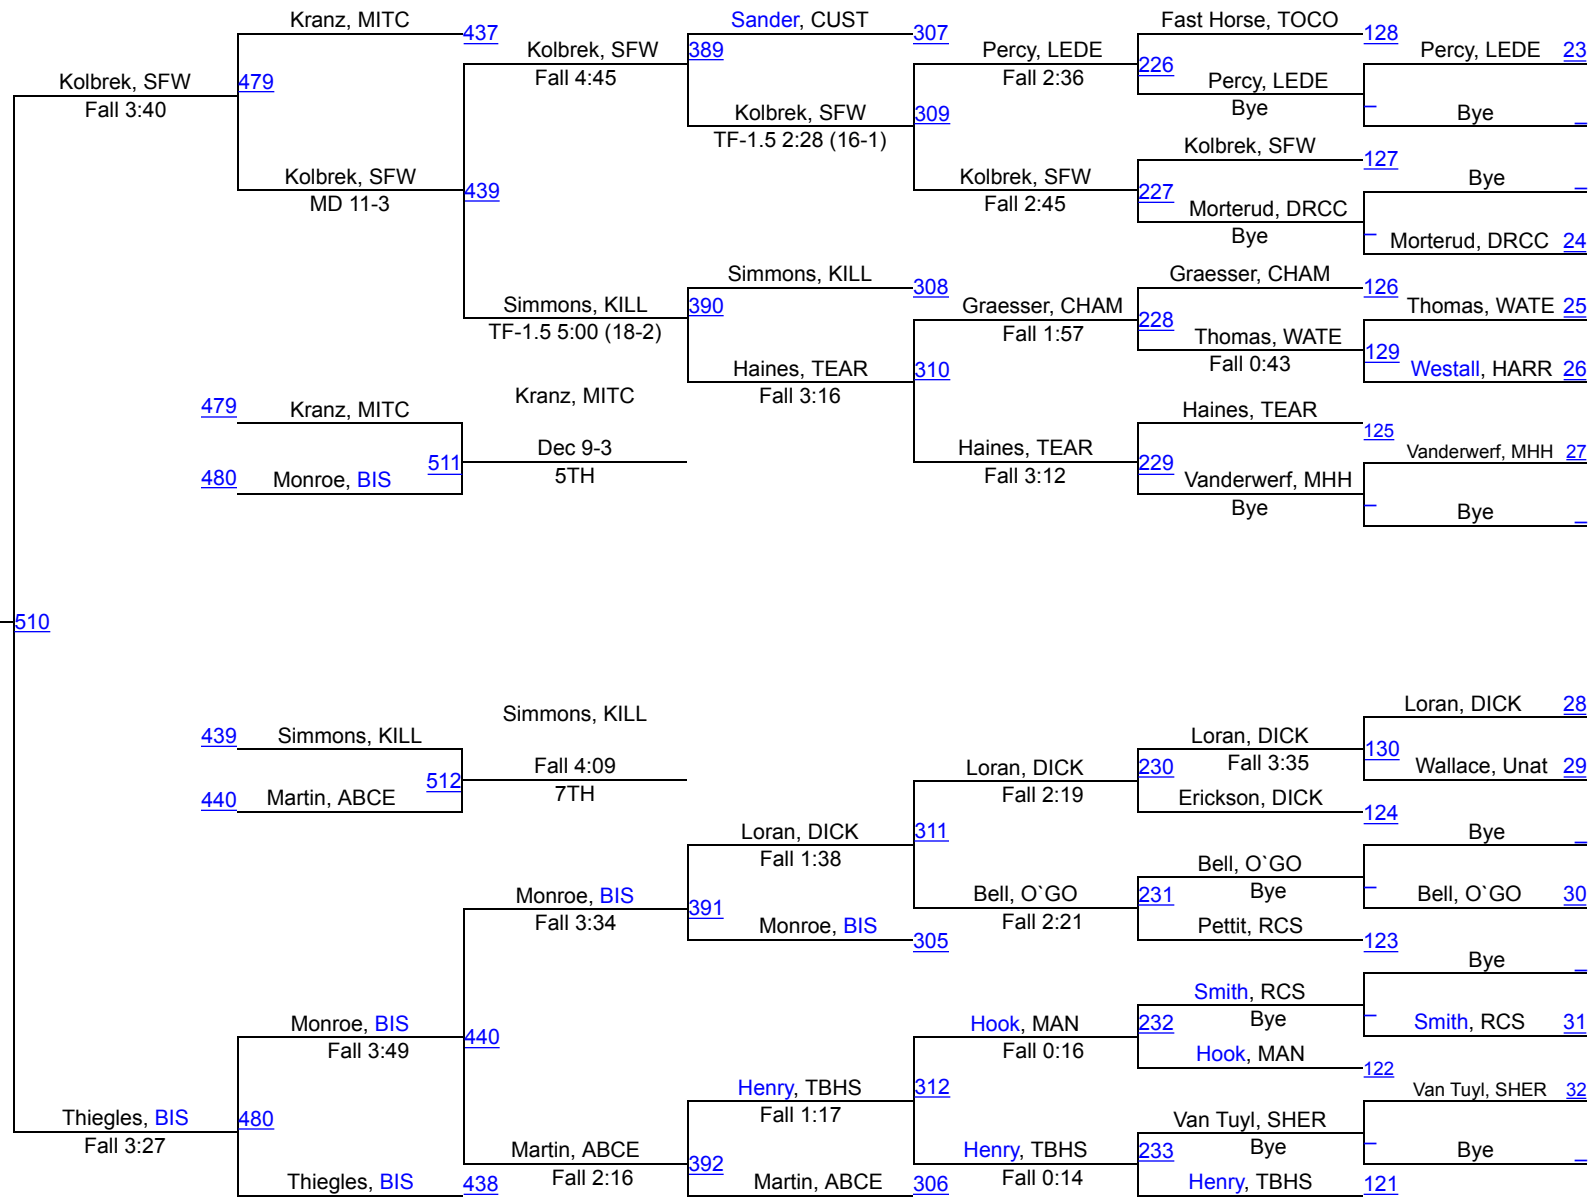 Kranz, MITC
437
Kolbrek, SFW
479
Fall 3:40
Kolbrek, SFW
MD 11-3
Kolbrek, SFW
Fall 4:45
439
Simmons, KILL
TF-1.5 5:00 (18-2)
Sander, CUST
307
389
Kolbrek, SFW
TF-1.5 2:28 (16-1)
309
Percy, LEDE
Fall 2:36
Kolbrek, SFW
Fall 2:45
Fast Horse, TOCO
128
226
Percy, LEDE
Bye
Percy, LEDE 23
_
Bye _
Kolbrek, SFW
127
227
Morterud, DRCC
Bye
Bye _
_
Morterud, DRCC 24
Simmons, KILL
308
390
Haines, TEAR
Fall 3:16
310
Graesser, CHAM
Fall 1:57
Haines, TEAR
Fall 3:12
Graesser, CHAM
126
228
Thomas, WATE
Fall 0:43
Thomas, WATE 25
129
Westall, HARR 26
Haines, TEAR
125
229
Vanderwerf, MHH
Bye
Vanderwerf, MHH 27
_
Bye _
479 Kranz, MITC
480 Monroe, BIS
511
Kranz, MITC
Dec 9-3
5TH
510
439 Simmons, KILL
440 Martin, ABCE
512
Simmons, KILL
Fall 4:09
7TH
Loran, DICK 28
130
Wallace, Unat 29
Loran, DICK
Fall 3:35
230
Erickson, DICK
124
Loran, DICK
Fall 2:19
311
Bell, O`GO
Fall 2:21
Loran, DICK
Fall 1:38
Bell, O`GO
Bye
231
Pettit, RCS
123
Bye _
_
Bell, O`GO 30
Monroe, BIS
Fall 3:34
391
Monroe, BIS
305
Smith, RCS
Bye
232
Hook, MAN
122
Bye _
_
Smith, RCS 31
Monroe, BIS
Fall 3:49
440
Hook, MAN
Fall 0:16
312
Henry, TBHS
Fall 0:14
Henry, TBHS
Fall 1:17
392
Martin, ABCE
306
Martin, ABCE
Fall 2:16
Van Tuyl, SHER
Bye
233
Henry, TBHS
121
Van Tuyl, SHER 32
_
Bye _
Thiegles, BIS
Fall 3:27
480
Thiegles, BIS
438